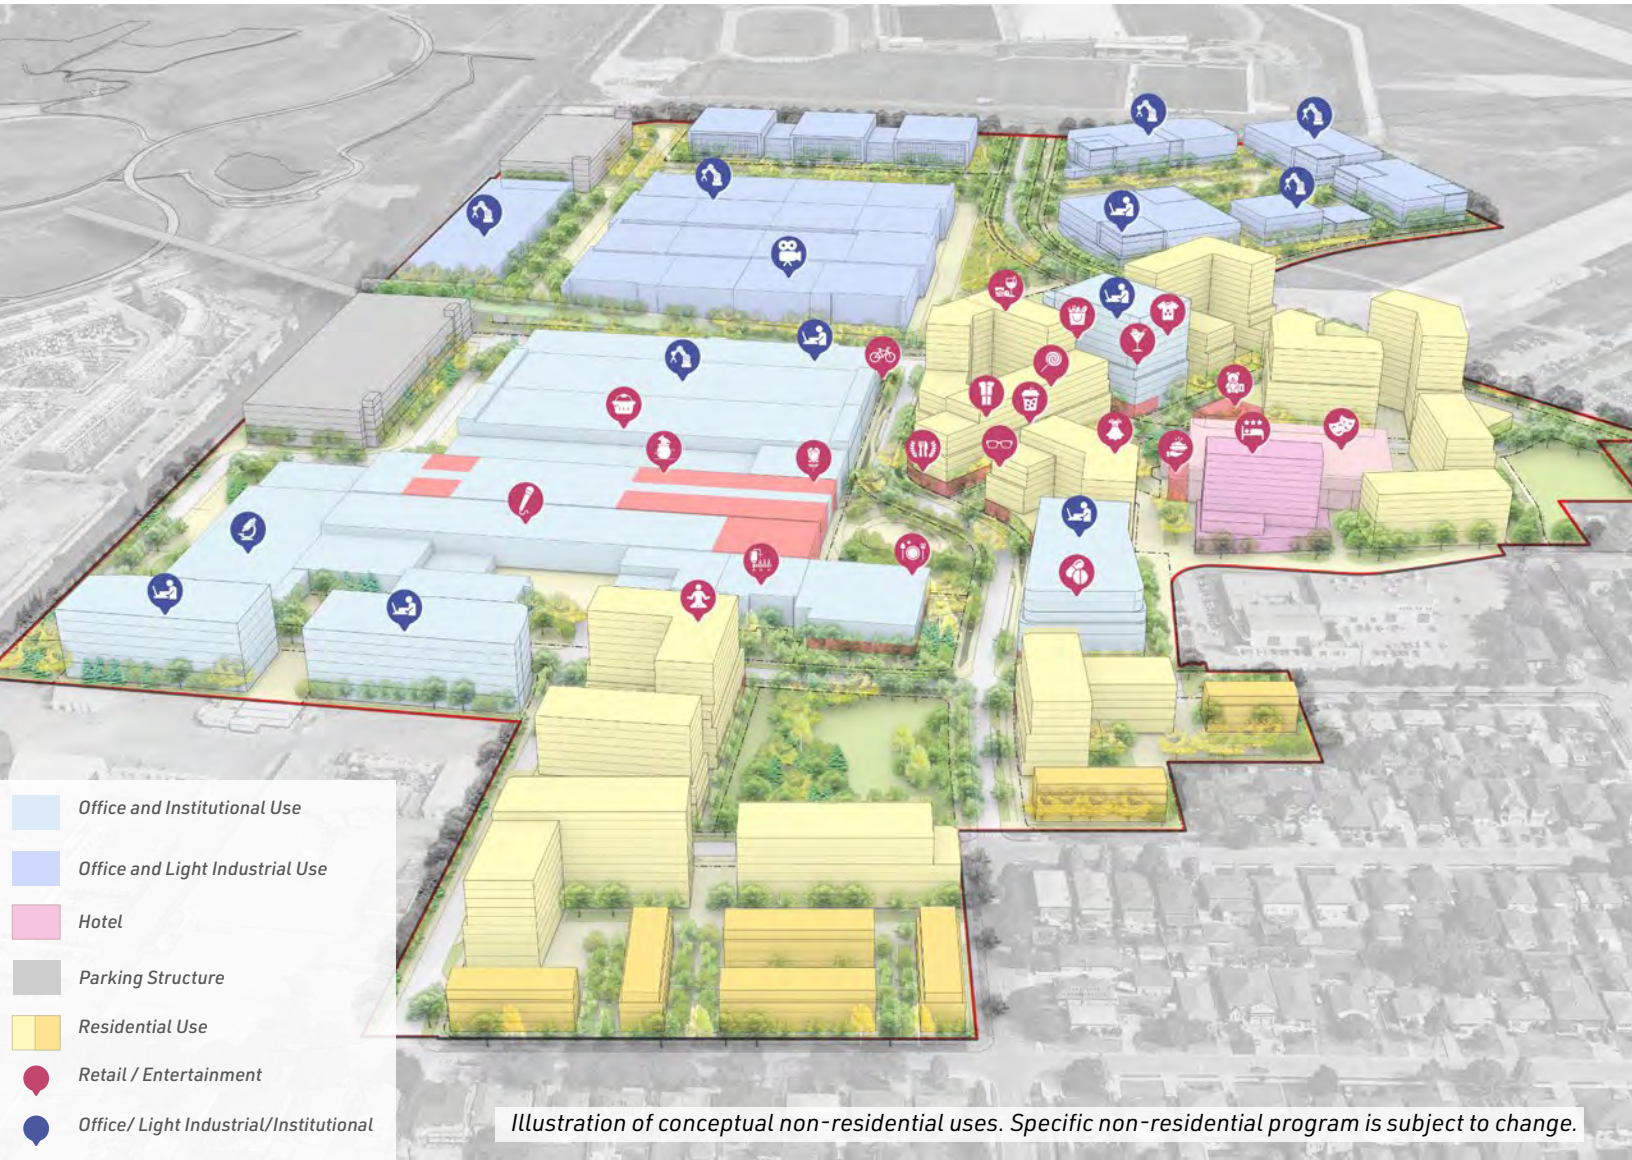 Office and Institutional Use
Office and Light Industrial Use
Hotel
Parking Structure
Residential Use
Retail / Entertainment
Office/ Light Industrial/Institutional
Illustration of conceptual non-residential uses. Specific non-residential program is subject to change.